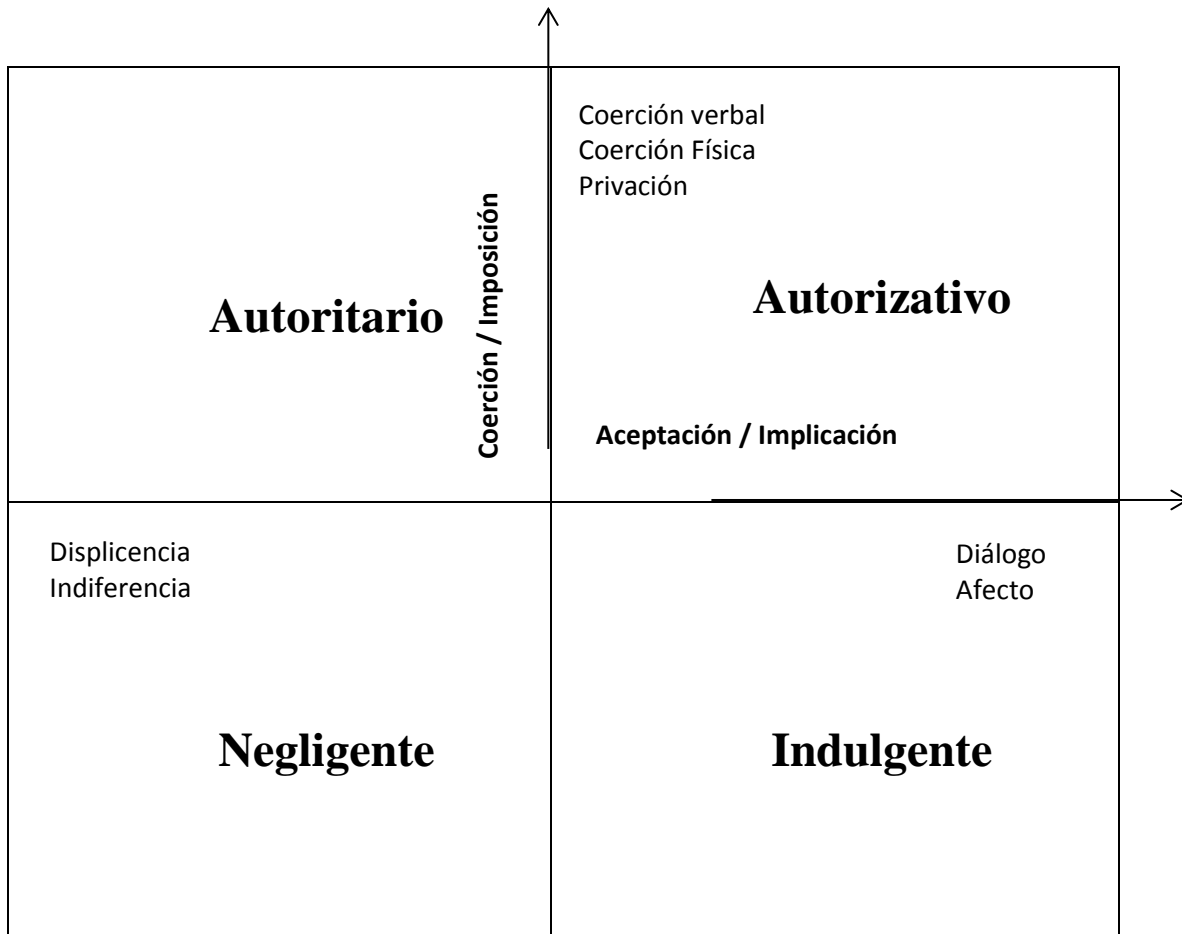 Coerción verbal
Coerción Física
Privación
Coerción / Imposición
Autoritario
Autorizativo
Aceptación / Implicación
Displicencia
Indiferencia
Diálogo
Afecto
Negligente
Indulgente